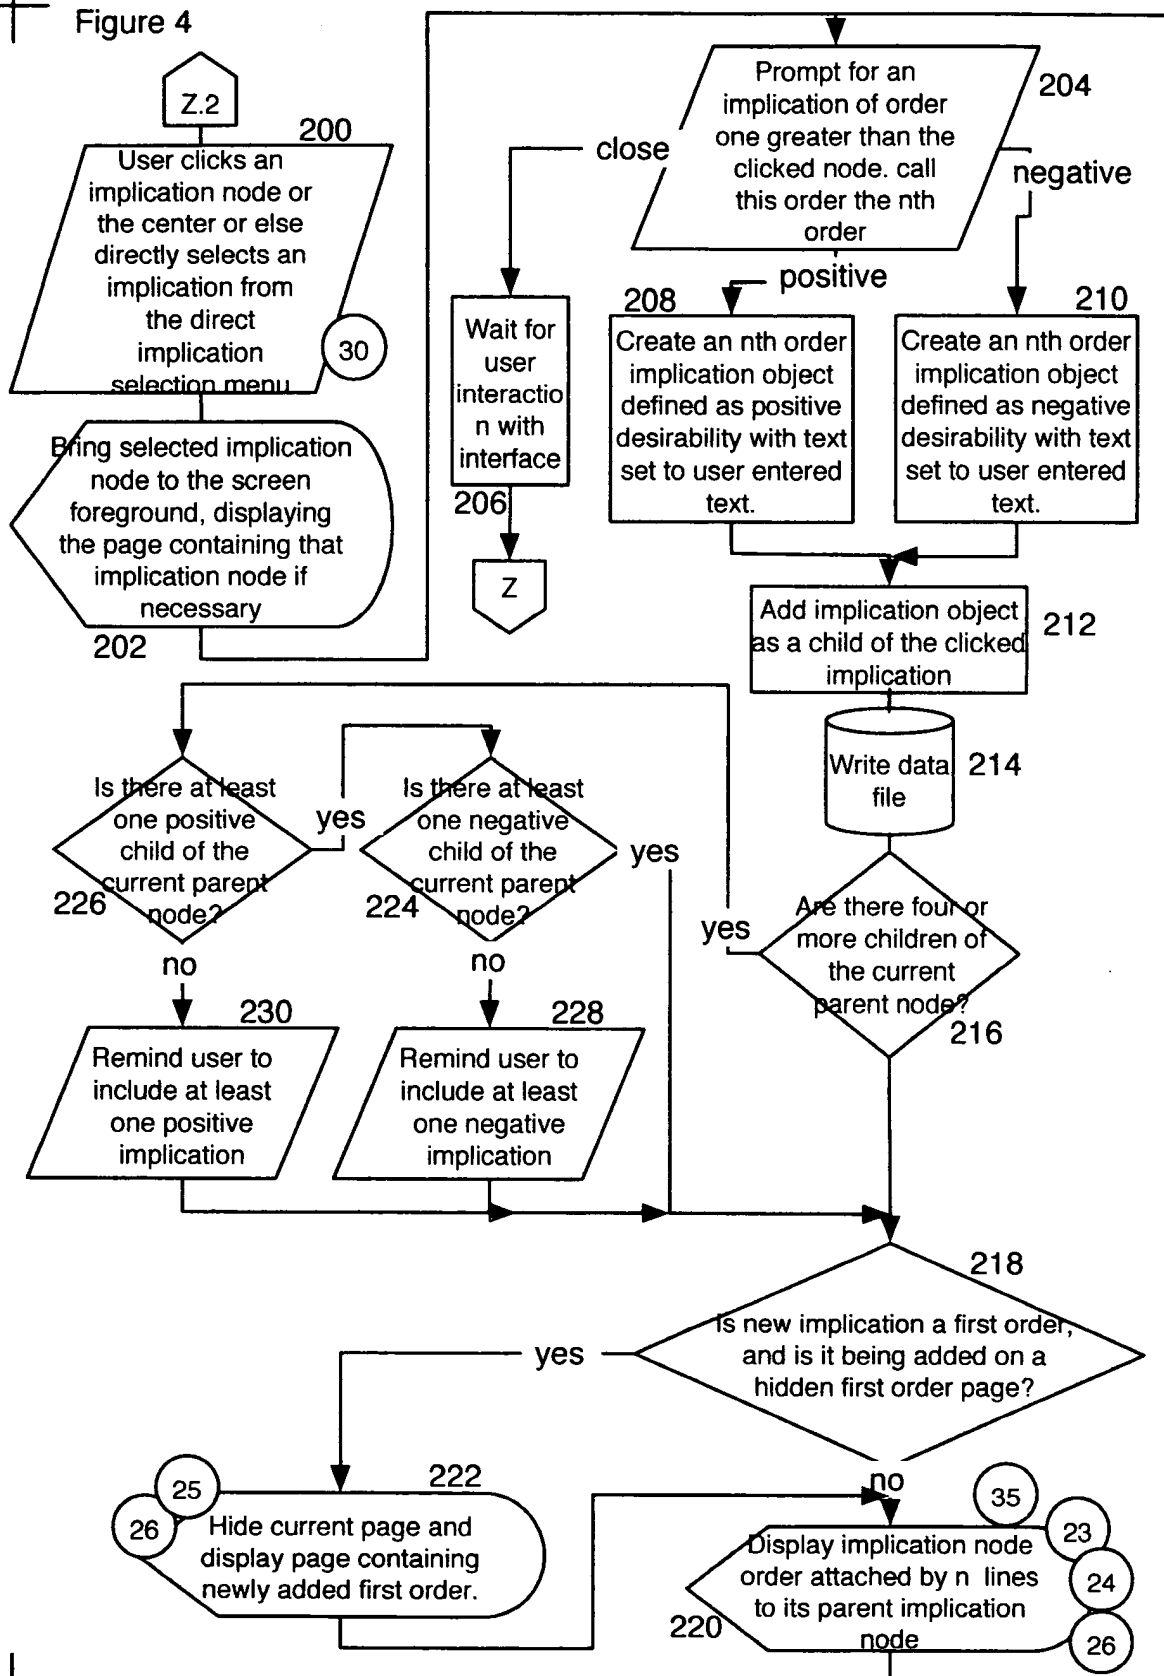 Figure 4
Z.2
200
User clicks an
implication node or
the center or else
directly selects an
implication from
the direct
implication
selection menu
30
Bring selected implication
node to the screen
foreground, displaying
the page containing that
implication node if
necessary
202
Prompt for an
implication of order
one greater than the
clicked node. call
this order the nth
order
204
close
negative
positive
Wait for
user
interactio
n with
interface
206
Z
208
Create an nth order
implication object
defined as positive
desirability with text
set to user entered
text.
210
Create an nth order
implication object
defined as negative
desirability with text
set to user entered
text.
Add implication object
as a child of the clicked
implication
212
Write data
file
214
Are there four or
more children of
the current
parent node?
216
yes
Is there at least
one positive
child of the
current parent
node?
226
yes
Is there at least
one negative
child of the
current parent
node?
224
yes
no
no
230
Remind user to
include at least
one positive
implication
228
Remind user to
include at least
one negative
implication
218
Is new implication a first order,
and is it being added on a
hidden first order page?
yes
no
222
25
26
Hide current page and
display page containing
newly added first order.
35
23
24
26
Display implication node
order attached by n lines
to its parent implication
node
220